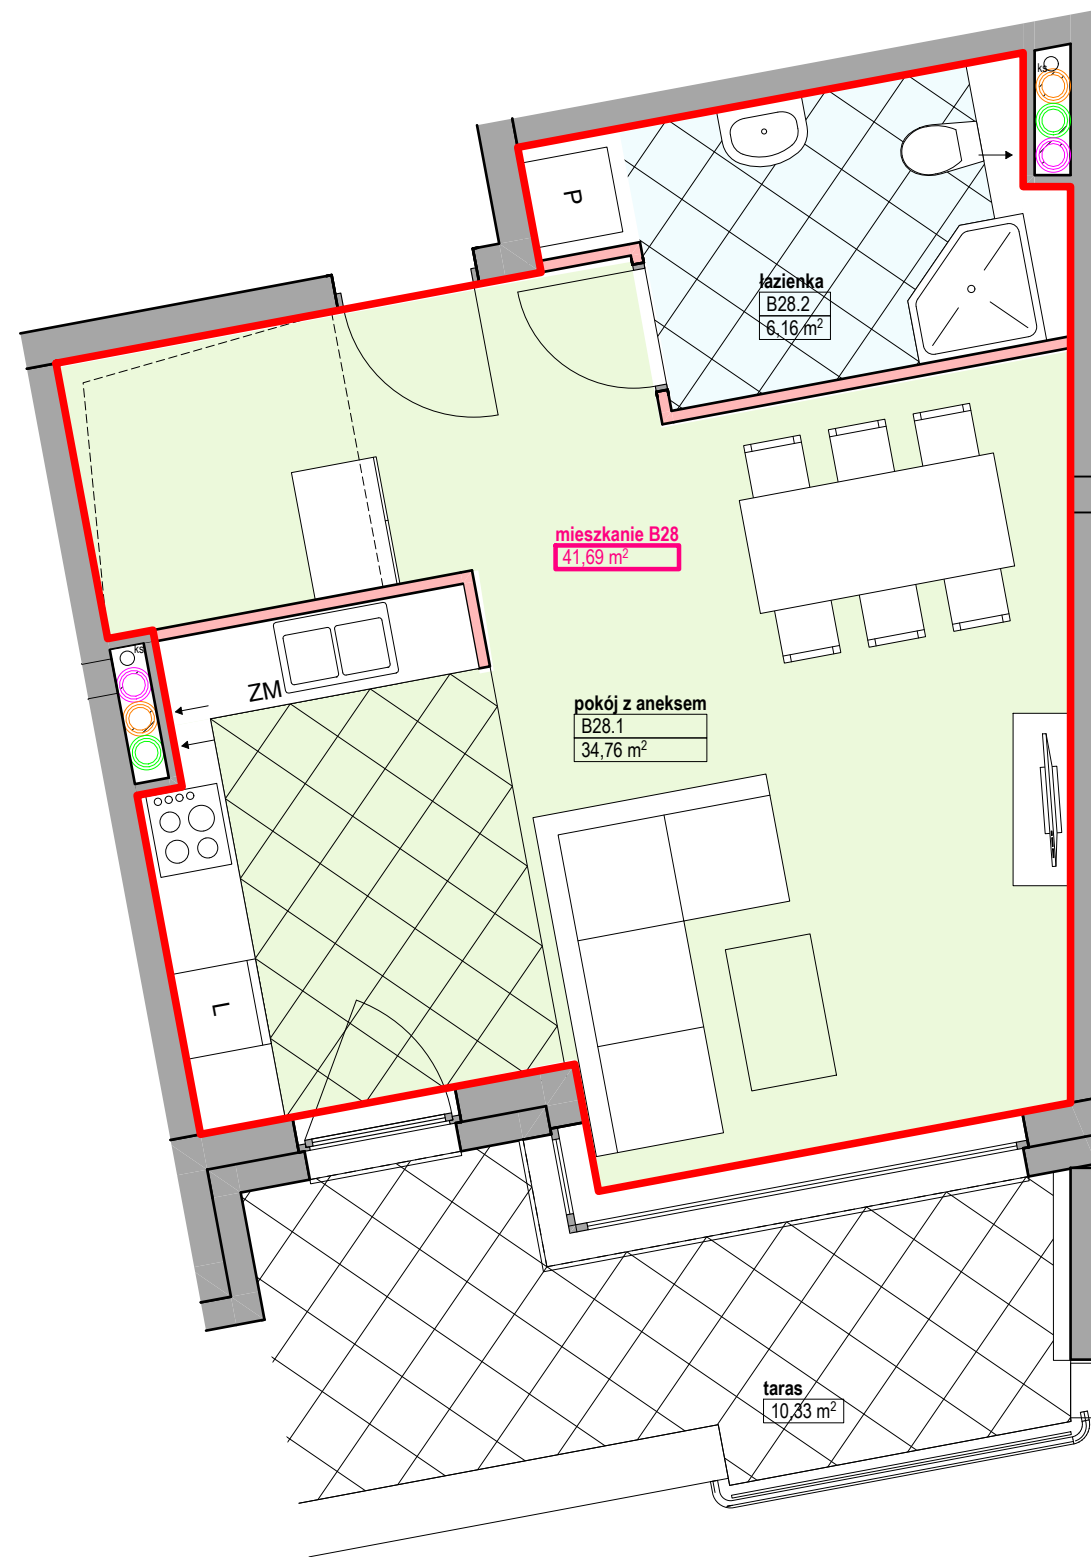 ks
P
łazienka
B28.2
6,16 m²
mieszkanie B28
41,69 m²
ks
ZM
pokój z aneksem
B28.1
34,76 m²
L
taras
10,33 m²